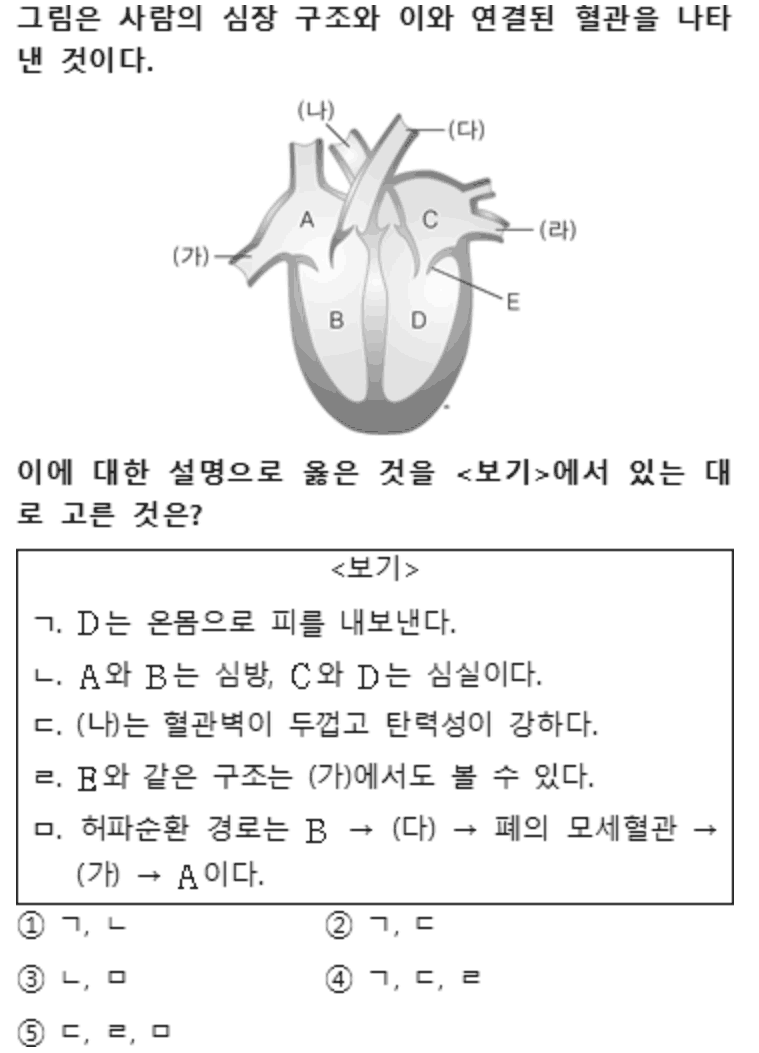 그림은 사람의 심장 구조와 이와 연결된 혈관을 나타
낸 것이다.
(나)
(다)
A
C
(가)
(라)
E
B
D
이에 대한 설명으로 옳은 것을 <보기>에서 있는 대
로 고른 것은?
<보기>
ㄱ. D는 온몸으로 피를 내보낸다.
ㄴ. A와 B는 심방, C와 D는 심실이다.
ㄷ. (나)는 혈관벽이 두껍고 탄력성이 강하다.
ㄹ. E와 같은 구조는 (가)에서도 볼 수 있다.
ㅁ. 허파순환 경로는 B → (다) → 폐의 모세혈관 →
(가) → A이다.
① ㄱ, ㄴ ② ㄱ, ㄷ
③ ㄴ, ㅁ ④ ㄱ, ㄷ, ㄹ
⑤ ㄷ, ㄹ, ㅁ